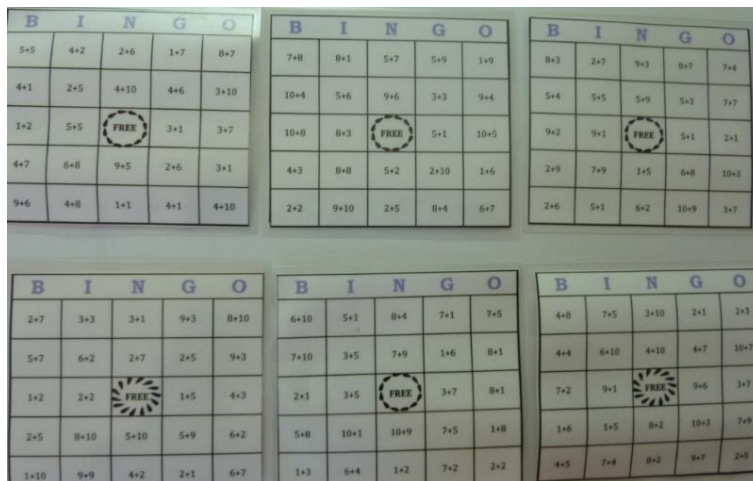 B I N G O
5+5 4+2 2+6 1+7 8+7
4+1 2+5 4+10 4+6 3+10
1+2 5+5 FREE 3+1 3+7
4+7 6+8 9+5 2+6 3+1
9+6 4+8 1+1 4+1 4+10
B I N G O
7+8 8+1 5+7 5+9 1+9
10+4 5+6 9+6 3+3 9+4
10+8 8+3 FREE 5+1 10+5
4+3 8+8 5+2 2+10 1+6
2+2 9+10 2+5 8+4 6+7
B I N G O
8+3 2+7 9+3 8+7 7+4
5+4 5+5 5+9 5+3 7+7
9+2 9+1 FREE 5+1 2+1
2+9 7+9 1+5 6+8 10+3
2+6 5+1 6+2 10+9 3+7
B I N G O
2+7 3+3 3+1 9+3 8+10
5+7 6+2 2+7 2+5 9+3
1+2 2+2 FREE 1+5 4+3
2+5 8+10 5+10 5+9 6+2
1+10 9+9 4+2 2+1 6+7
B I N G O
6+10 5+1 8+4 7+1 7+5
7+10 3+5 7+9 1+6 8+1
2+1 3+5 FREE 3+7 8+1
5+8 10+1 10+9 7+5 1+8
1+3 6+4 1+2 7+2 2+2
B I N G O
4+8 7+5 3+10 2+1 2+3
4+4 6+10 4+10 4+7 10+7
7+2 9+1 FREE 9+6 3+7
1+6 1+5 8+2 10+3 7+9
4+5 7+4 8+2 9+7 2+5